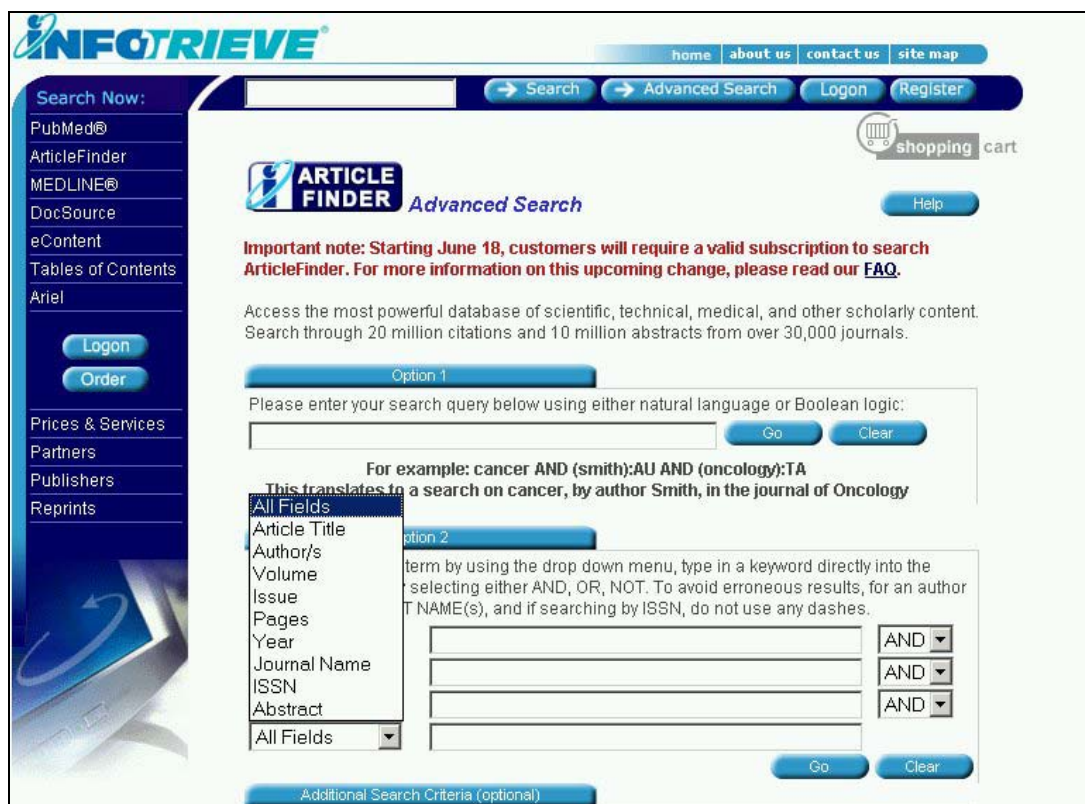 INFOTRIEVE®
home | about us | contact us | site map
Search Now:
Search
Advanced Search
Logon
Register
PubMed®
ArticleFinder
MEDLINE®
DocSource
eContent
Tables of Contents
Ariel
Logon
Order
Prices & Services
Partners
Publishers
Reprints
shopping cart
ARTICLE
FINDER
Advanced Search
Help
Important note: Starting June 18, customers will require a valid subscription to search
ArticleFinder. For more information on this upcoming change, please read our FAQ.
Access the most powerful database of scientific, technical, medical, and other scholarly content.
Search through 20 million citations and 10 million abstracts from over 30,000 journals.
Option 1
Please enter your search query below using either natural language or Boolean logic:
Go
Clear
For example: cancer AND (smith):AU AND (oncology):TA
This translates to a search on cancer, by author Smith, in the journal of Oncology
All Fields
Article Title
Author/s
Volume
Issue
Pages
Year
Journal Name
ISSN
Abstract
All Fields
ption 2
term by using the drop down menu, type in a keyword directly into the
selecting either AND, OR, NOT. To avoid erroneous results, for an author
NAME(s), and if searching by ISSN, do not use any dashes.
AND
AND
AND
Go
Clear
Additional Search Criteria (optional)